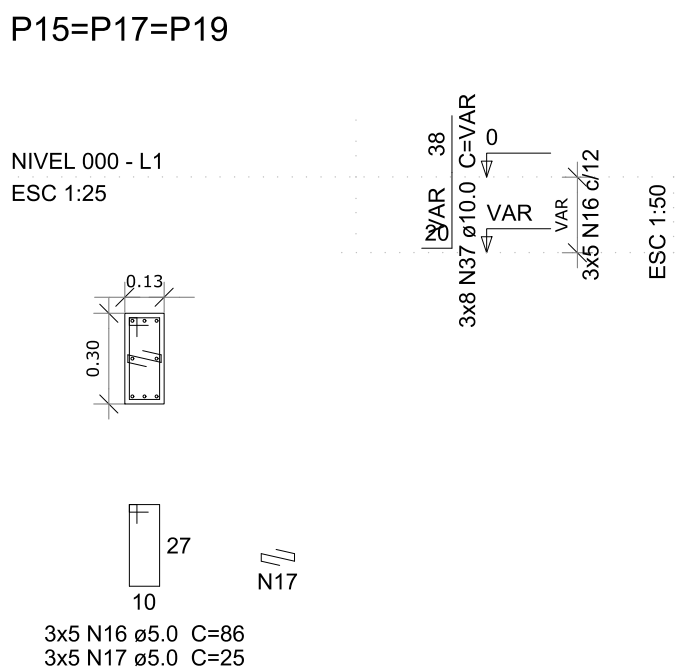 P15=P17=P19
NIVEL 000 - L1
ESC 1:25
38
VAR
20
3x8 N37 ø10.0 C=VAR
0
VAR
VAR
3x5 N16 c/12
ESC 1:50
0.13
0.30
27
10
N17
3x5 N16 ø5.0 C=86
3x5 N17 ø5.0 C=25